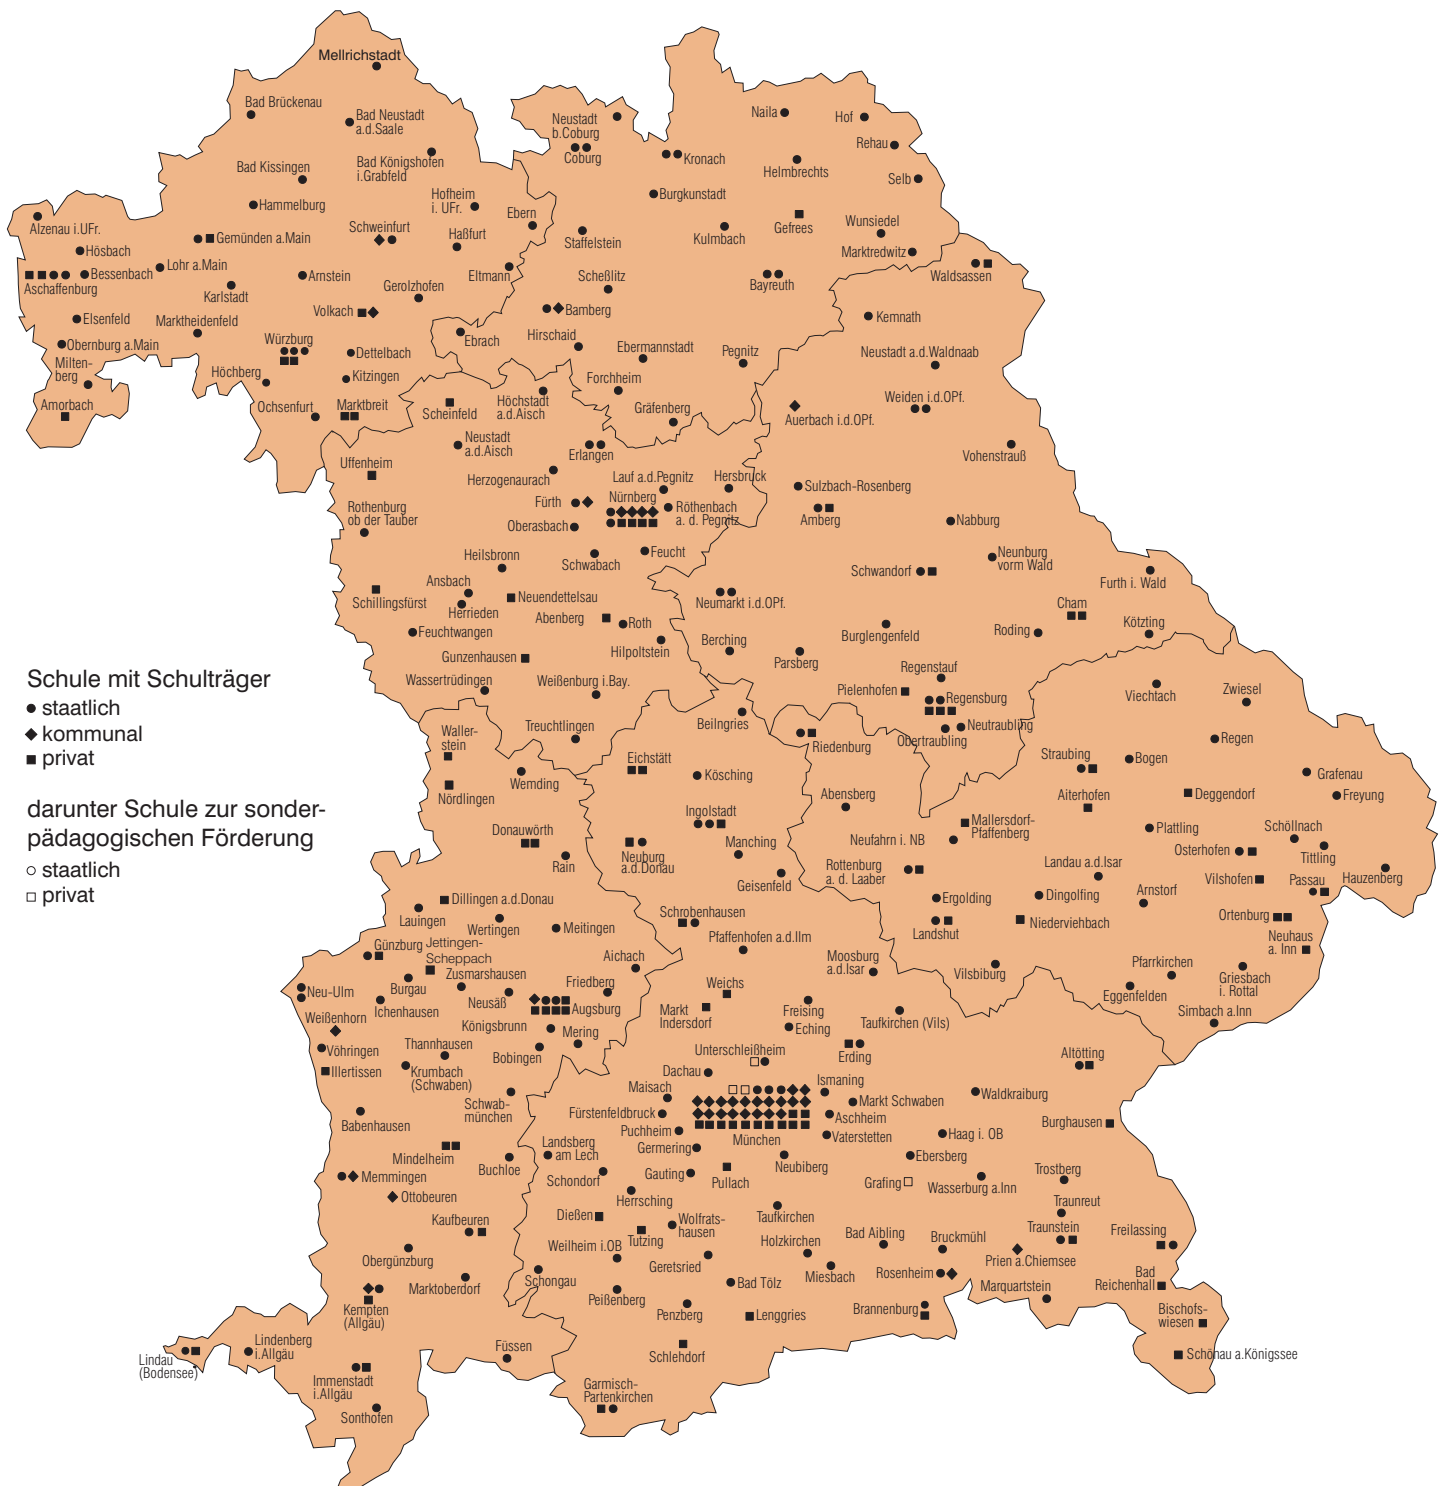 Mellrichstadt
Bad Brückenau
Bad Neustadt
a.d.Saale
Bad Königshofen
i.Grabfeld
Bad Kissingen
Hammelburg
Hofheim
i. UFr.
Ebern
Alzenau i.UFr.
Hösbach
Gemünden a.Main
Schweinfurt
Haßfurt
Bessenbach
Aschaffenburg
Lohr a.Main
Karlstadt
Arnstein
Eltmann
Gerolzhofen
Volkach
Elsenfeld
Marktheidenfeld
Obernburg a.Main
Milten-
berg
Würzburg
Dettelbach
Höchberg
Kitzingen
Amorbach
Ochsenfurt
Marktbreit
Neustadt
b.Coburg
Coburg
Kronach
Naila
Hof
Rehau
Helmbrechts
Selb
Burgkunstadt
Gefrees
Wunsiedel
Staffelstein
Kulmbach
Marktredwitz
Waldsassen
Scheßlitz
Bayreuth
Bamberg
Hirschaid
Ebrach
Ebermannstadt
Pegnitz
Forchheim
Gräfenberg
Kemnath
Neustadt a.d.Waldnaab
Weiden i.d.OPf.
Auerbach i.d.OPf.
Vohenstrauß
Scheinfeld
Höchstadt
a.d.Aisch
Neustadt
a.d.Aisch
Erlangen
Uffenheim
Herzogenaurach
Lauf a.d.Pegnitz
Hersbruck
Sulzbach-Rosenberg
Fürth
Nürnberg
Röthenbach
a. d. Pegnitz
Amberg
Nabburg
Rothenburg
ob der Tauber
Oberasbach
Feucht
Schwabach
Heilsbronn
Schwandorf
Neunburg
vorm Wald
Furth i. Wald
Ansbach
Herrieden
Schillingsfürst
Neuendettelsau
Abenberg
Roth
Neumarkt i.d.OPf.
Cham
Kötzting
Roding
Burglengenfeld
Feuchtwangen
Hilpoltstein
Berching
Parsberg
Gunzenhausen
Regenstauf
Wassertrüdingen
Weißenburg i.Bay.
Pielenhofen
Regensburg
Neutraubling
Obertraubling
Viechtach
Zwiesel
Schule mit Schulträger
staatlich
kommunal
privat
darunter Schule zur sonder-
pädagogischen Förderung
staatlich
privat
Treuchtlingen
Beilngries
Riedenburg
Waller-
stein
Eichstätt
Kösching
Regen
Straubing
Bogen
Grafenau
Freyung
Wemding
Nördlingen
Abensberg
Aiterhofen
Deggendorf
Ingolstadt
Donauwörth
Manching
Neuburg
a.d.Donau
Rain
Geisenfeld
Neufahrn i. NB
Mallersdorf-
Pfaffenberg
Plattling
Schöllnach
Tittling
Osterhofen
Landau a.d.Isar
Rottenburg
a. d. Laaber
Vilshofen
Passau
Hauzenberg
Dillingen a.d.Donau
Lauingen
Wertingen
Meitingen
Schrobenhausen
Pfaffenhofen a.d.Ilm
Ergolding
Dingolfing
Arnstorf
Landshut
Niederviehbach
Ortenburg
Neuhaus
a. Inn
Günzburg
Jettingen-
Scheppach
Aichach
Moosburg
a.d.Isar
Vilsbiburg
Pfarrkirchen
Griesbach
i. Rottal
Eggenfelden
Simbach a.Inn
Neu-Ulm
Burgau
Zusmarshausen
Friedberg
Neusäß
Augsburg
Ichenhausen
Weißenhorn
Königsbrunn
Mering
Bobingen
Weichs
Markt
Indersdorf
Freising
Eching
Taufkirchen (Vils)
Erding
Vöhringen
Illertissen
Thannhausen
Krumbach
(Schwaben)
Schwab-
münchen
Unterschleißheim
Dachau
Maisach
Fürstenfeldbruck
Puchheim
Germering
München
Ismaning
Markt Schwaben
Aschheim
Vaterstetten
Waldkraiburg
Altötting
Burghausen
Haag i. OB
Babenhausen
Mindelheim
Memmingen
Ottobeuren
Buchloe
Landsberg
am Lech
Schondorf
Gauting
Pullach
Neubiberg
Ebersberg
Grafing
Wasserburg a.Inn
Trostberg
Traunreut
Herrsching
Dießen
Tutzing
Wolfrats-
hausen
Taufkirchen
Kaufbeuren
Weilheim i.OB
Geretsried
Holzkirchen
Bad Aibling
Bruckmühl
Prien a.Chiemsee
Traunstein
Freilassing
Obergünzburg
Marktoberdorf
Schongau
Peißenberg
Bad Tölz
Miesbach
Rosenheim
Marquartstein
Bad
Reichenhall
Kempten
(Allgäu)
Penzberg
Lenggries
Brannenburg
Bischofs-
wiesen
Schönau a.Königssee
Lindau
(Bodensee)
Lindenberg
i.Allgäu
Füssen
Schlehdorf
Immenstadt
i.Allgäu
Sonthofen
Garmisch-
Partenkirchen